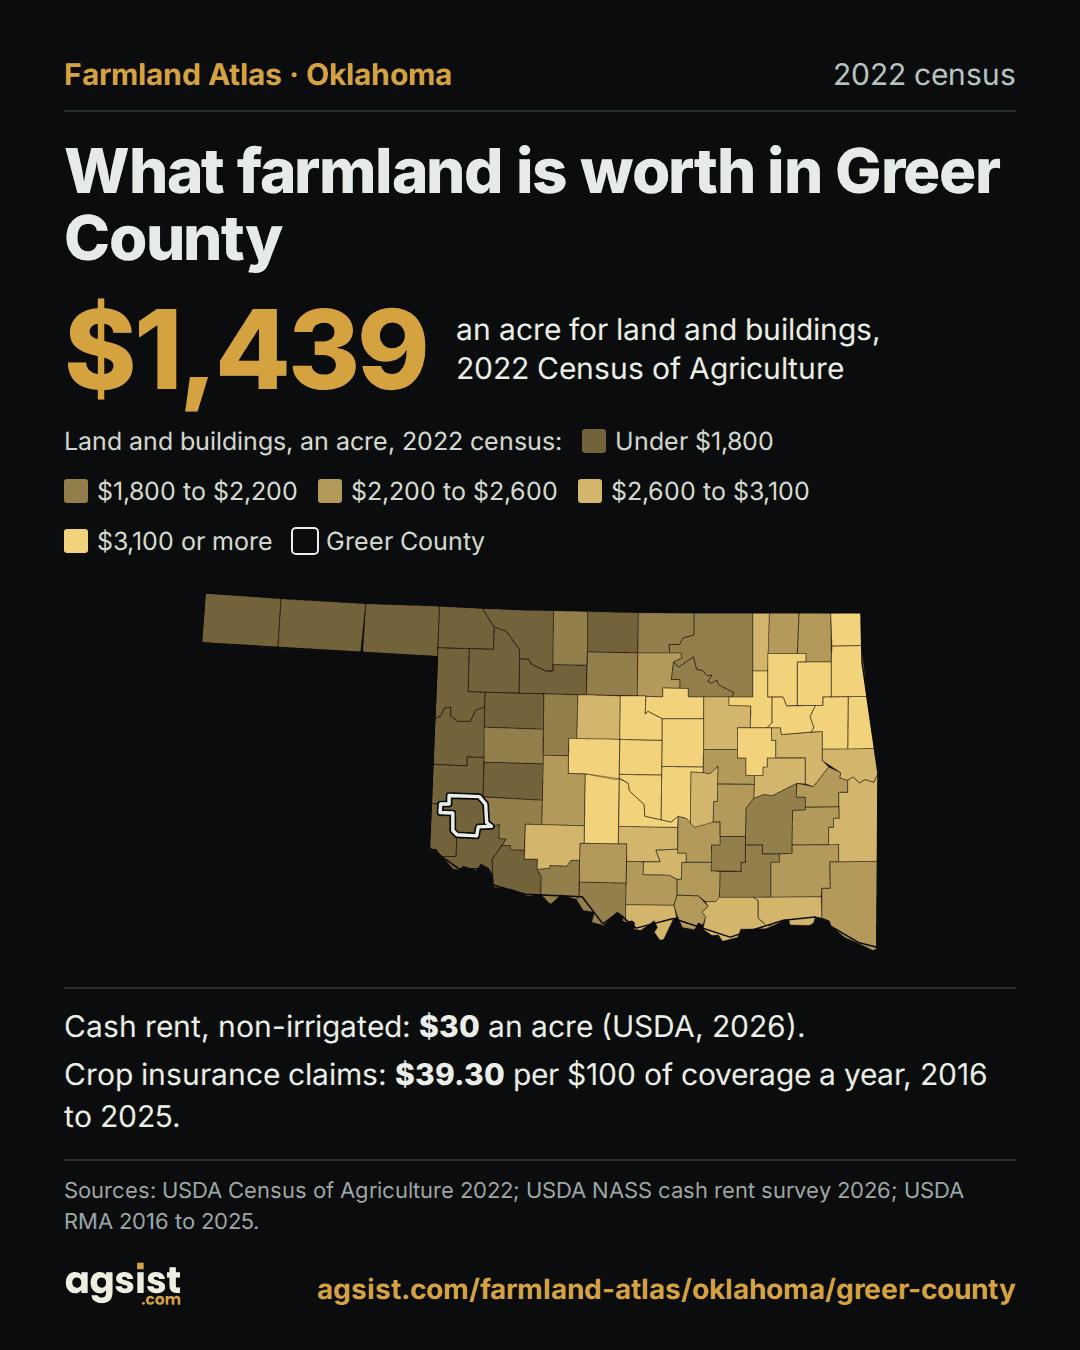 Farmland Atlas · Oklahoma
2022 census
What farmland is worth in Greer
County
$1,439
an acre for land and buildings,
2022 Census of Agriculture
Land and buildings, an acre, 2022 census: Under $1,800
$1,800 to $2,200 $2,200 to $2,600 $2,600 to $3,100
$3,100 or more Greer County
Cash rent, non-irrigated: $30 an acre (USDA, 2026).
Crop insurance claims: $39.30 per $100 of coverage a year, 2016
to 2025.
Sources: USDA Census of Agriculture 2022; USDA NASS cash rent survey 2026; USDA
RMA 2016 to 2025.
agsist
.com
agsist.com/farmland-atlas/oklahoma/greer-county